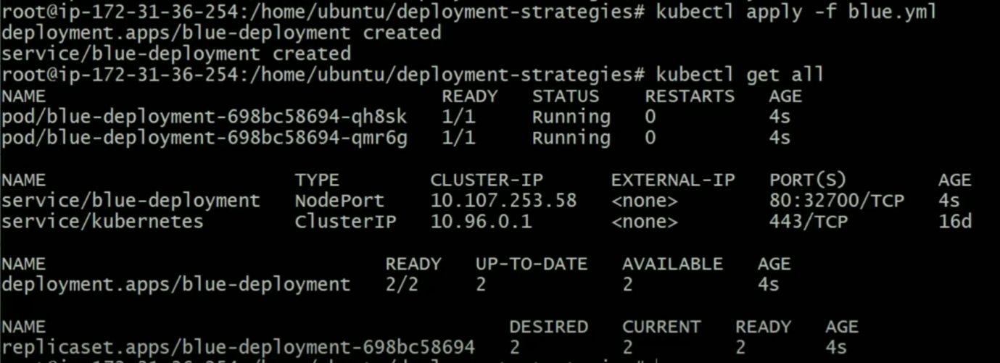 root@ip-172-31-36-254:/home/ubuntu/deployment-strategies# kubectl apply -f blue.yml
deployment.apps/blue-deployment created
service/blue-deployment created
root@ip-172-31-36-254:/home/ubuntu/deployment-strategies# kubectl get all
NAME READY STATUS RESTARTS AGE
pod/blue-deployment-698bc58694-qh8sk 1/1 Running 0 4s
pod/blue-deployment-698bc58694-qmr6g 1/1 Running 0 4s
NAME TYPE CLUSTER-IP EXTERNAL-IP PORT(S) AGE
service/blue-deployment NodePort 10.107.253.58 <none> 80:32700/TCP 4s
service/kubernetes ClusterIP 10.96.0.1 <none> 443/TCP 16d
NAME READY UP-TO-DATE AVAILABLE AGE
deployment.apps/blue-deployment 2/2 2 2 4s
NAME DESIRED CURRENT READY AGE
replicaset.apps/blue-deployment-698bc58694 2 2 2 4s